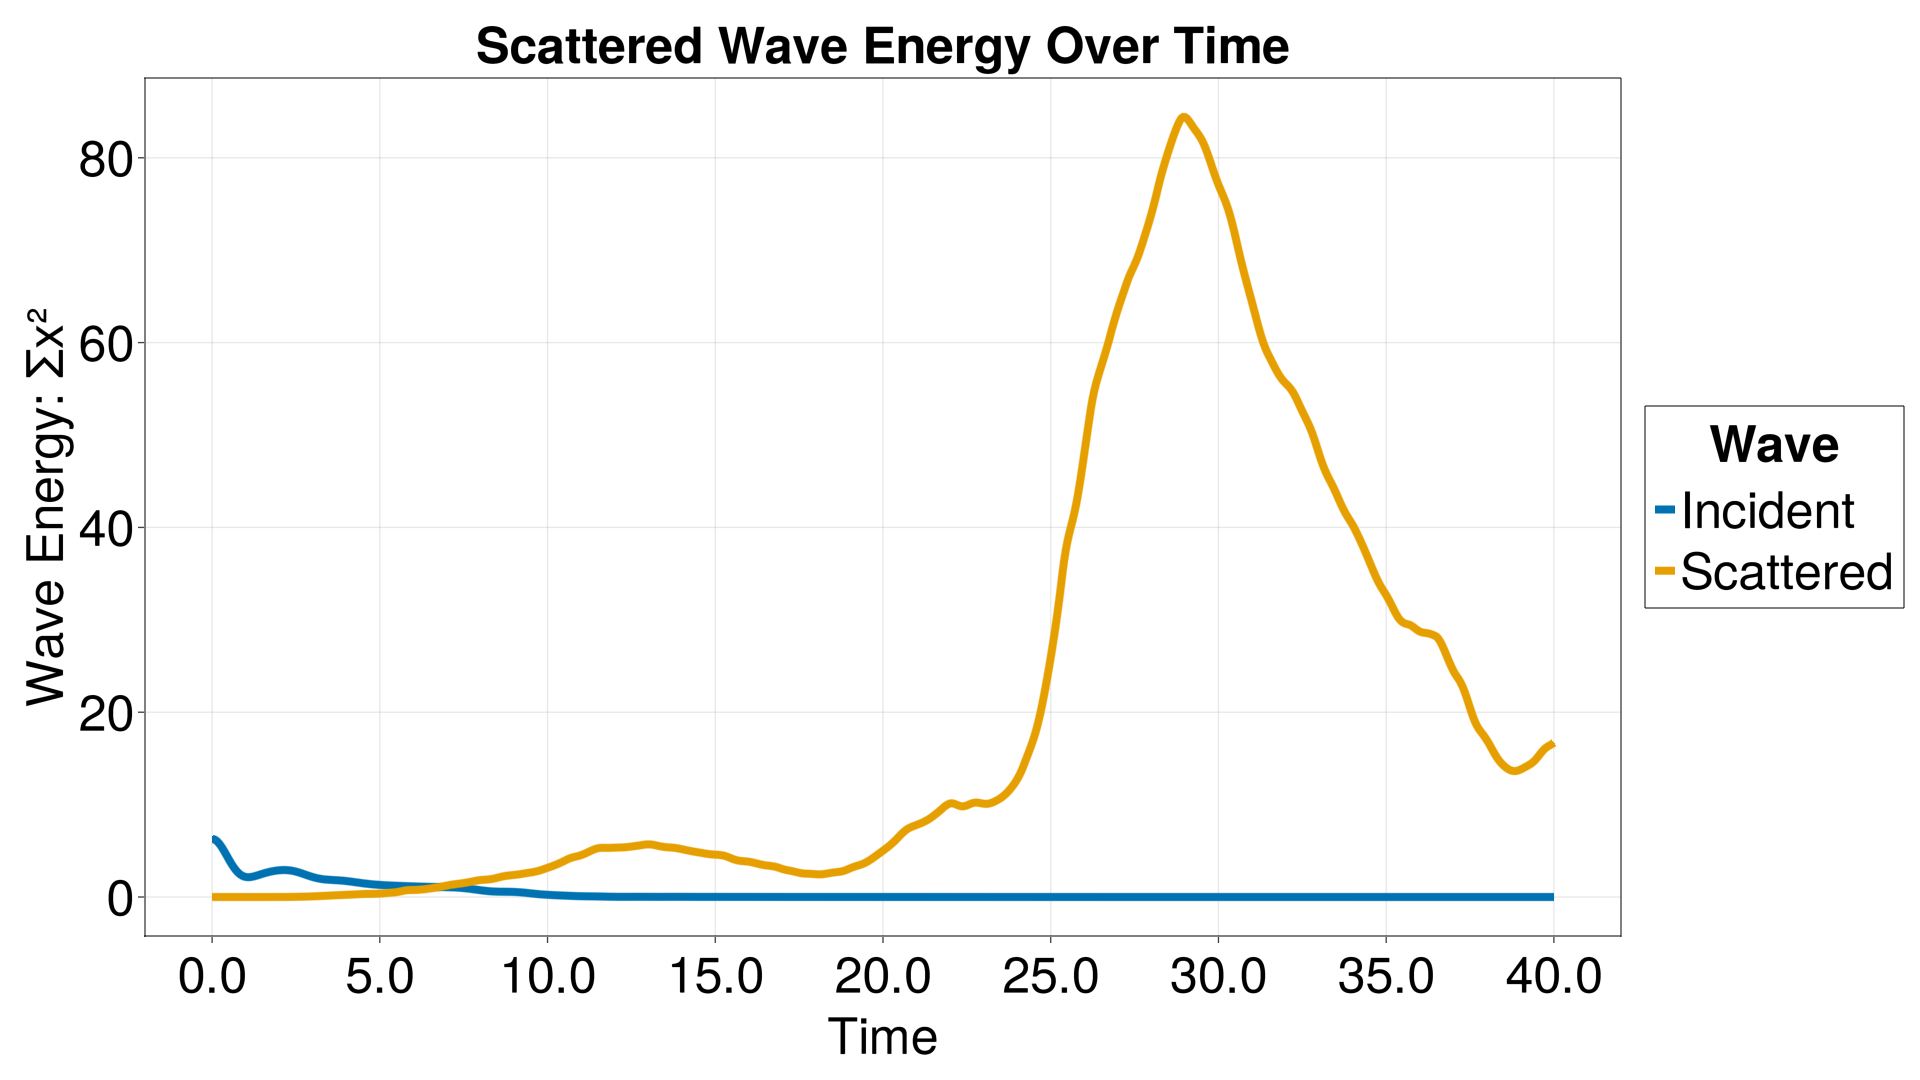 Scattered Wave Energy Over Time
Wave Energy: Σx²
80
60
40
20
0
0.0 5.0 10.0 15.0 20.0 25.0 30.0 35.0 40.0
Time
Wave
Incident
Scattered